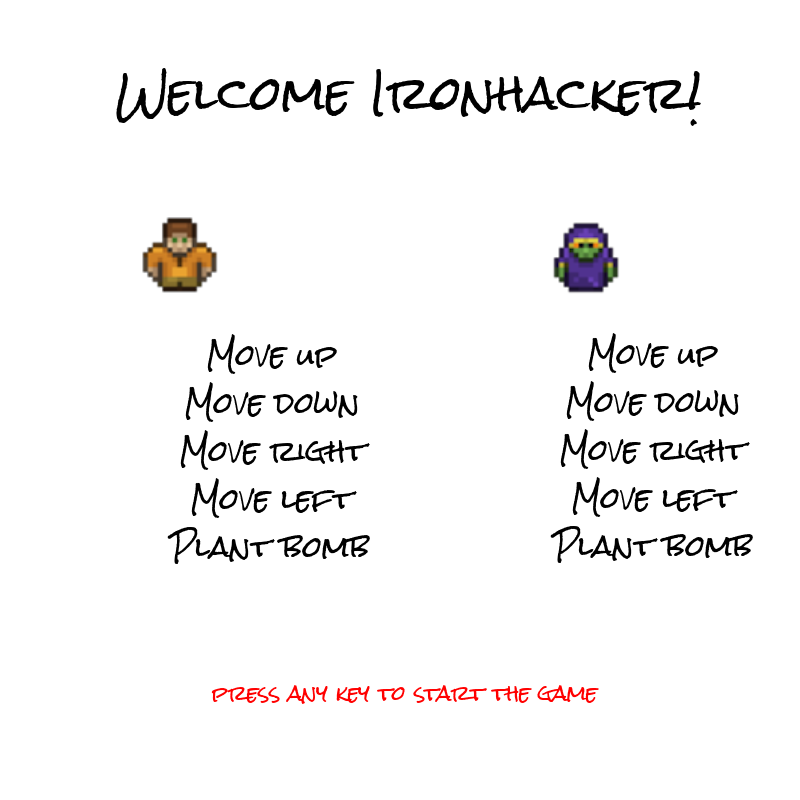 Welcome Ironhacker!
Move up
Move down
Move right
Move left
Plant bomb
Move up
Move down
Move right
Move left
Plant bomb
press any key to start the game